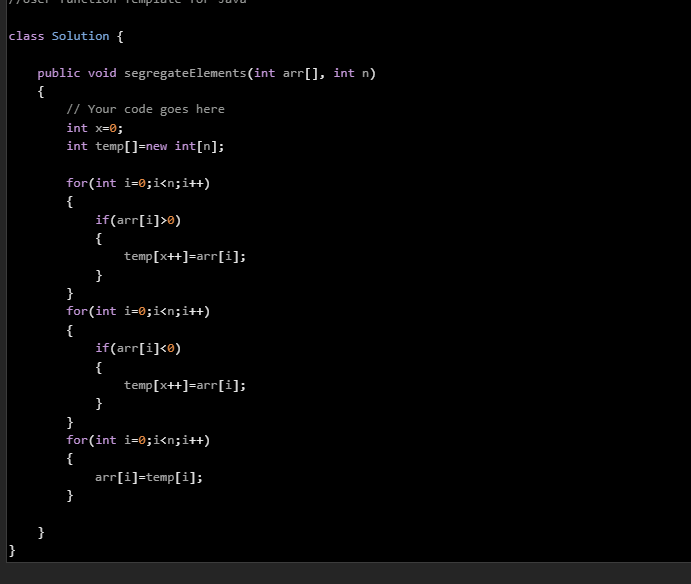 //User function Template for Java
class Solution {
public void segregateElements(int arr[], int n)
{
// Your code goes here
int x=0;
int temp[]=new int[n];
for(int i=0;i<n;i++)
{
if(arr[i]>0)
{
temp[x++]=arr[i];
}
}
for(int i=0;i<n;i++)
{
if(arr[i]<0)
{
temp[x++]=arr[i];
}
}
for(int i=0;i<n;i++)
{
arr[i]=temp[i];
}
}
}